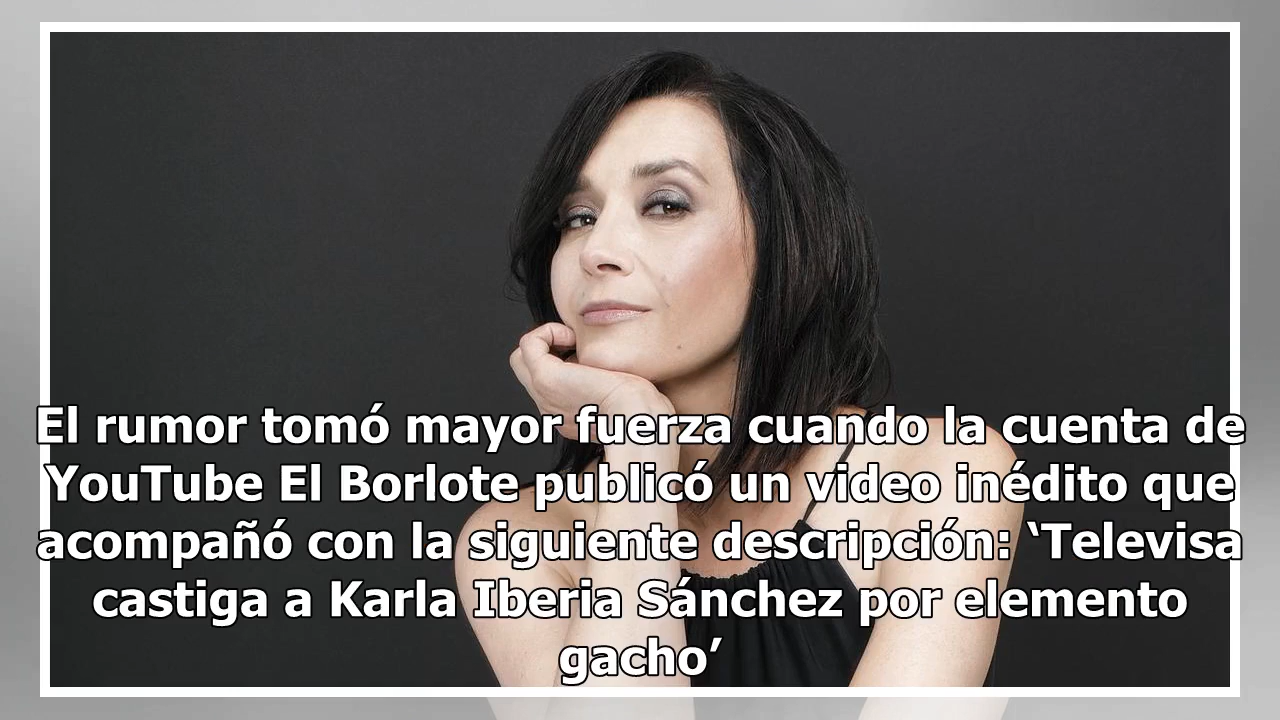 El rumor tomó mayor fuerza cuando la cuenta de
YouTube El Borlote publicó un video inédito que
acompañó con la siguiente descripción: ‘Televisa
castiga a Karla Iberia Sánchez por elemento
gacho’